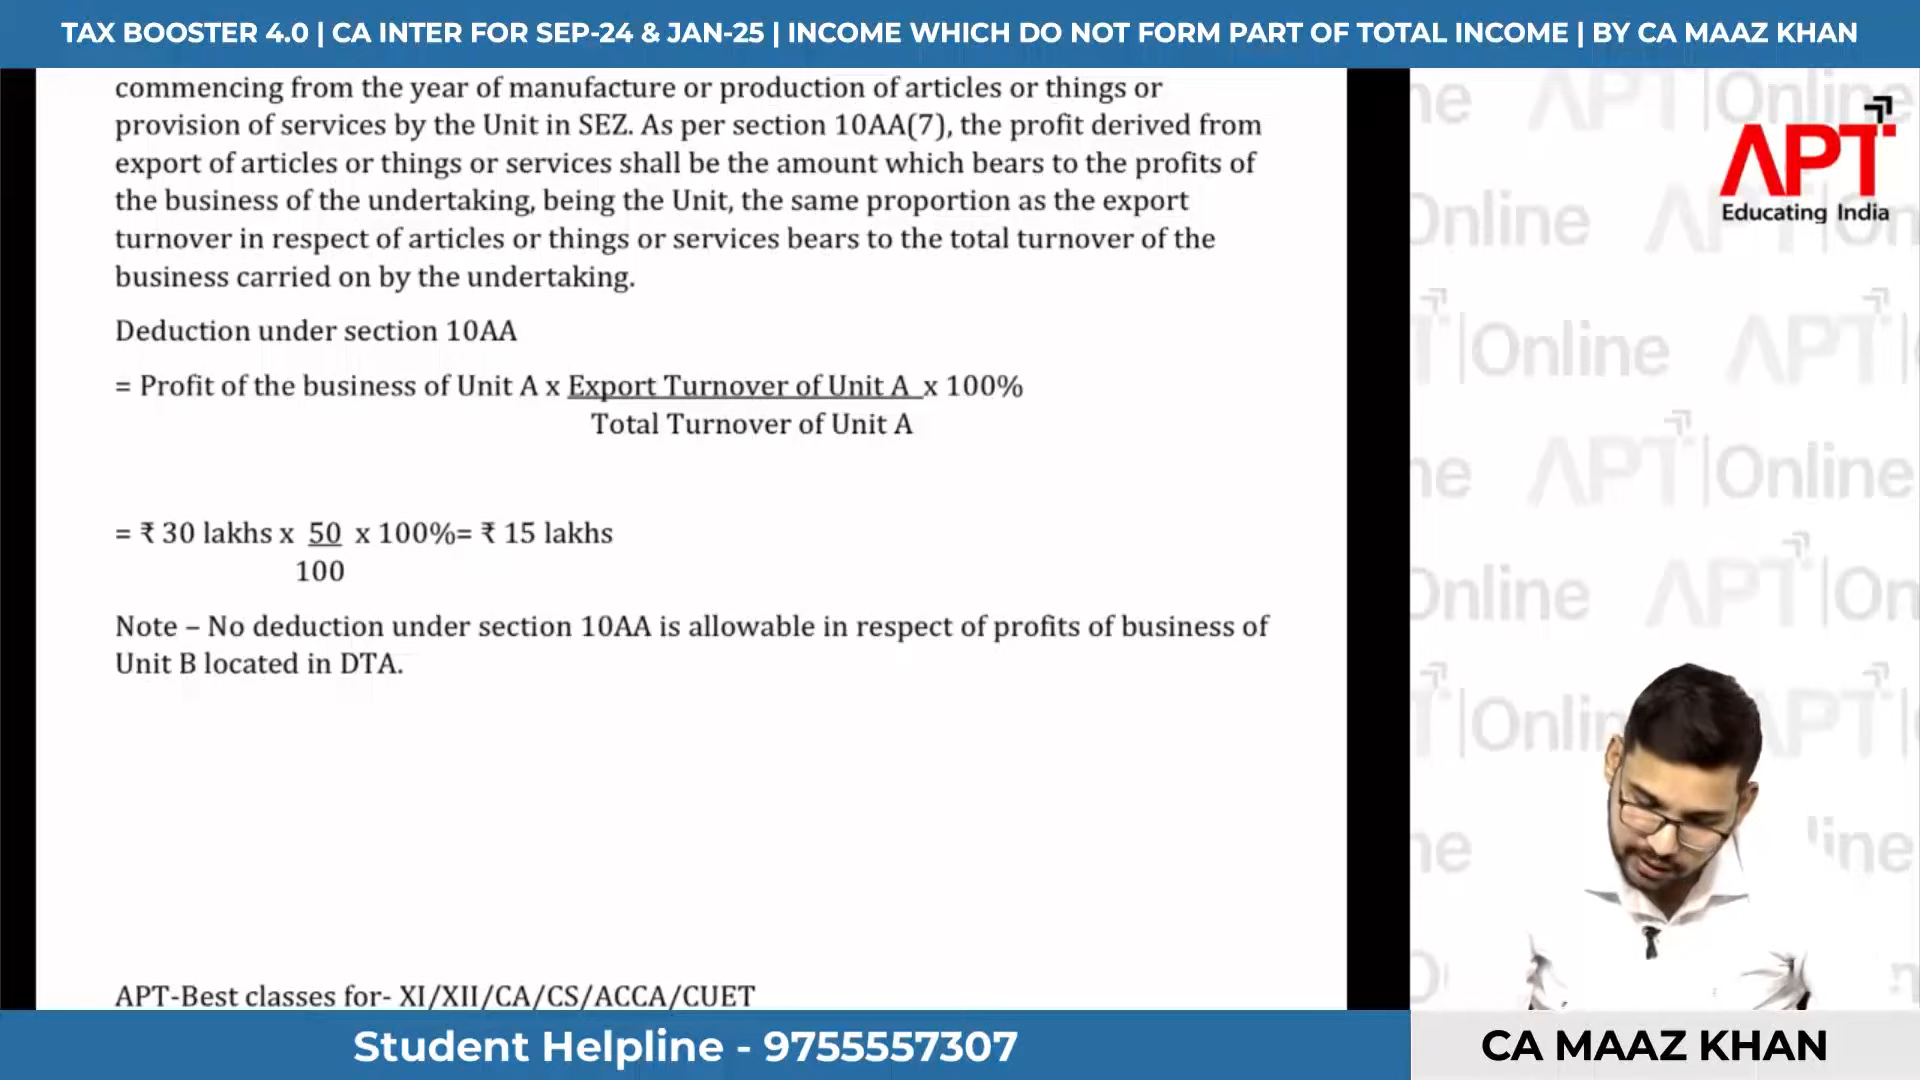 TAX BOOSTER 4.0 | CA INTER FOR SEP-24 & JAN-25 | INCOME WHICH DO NOT FORM PART OF TOTAL INCOME | BY CA MAAZ KHAN
commencing from the year of manufacture or production of articles or things or
provision of services by the Unit in SEZ. As per section 10AA(7), the profit derived from
export of articles or things or services shall be the amount which bears to the profits of
the business of the undertaking, being the Unit, the same proportion as the export
turnover in respect of articles or things or services bears to the total turnover of the
business carried on by the undertaking.
Deduction under section 10AA
= Profit of the business of Unit A x Export Turnover of Unit A x 100%
Total Turnover of Unit A
= ₹ 30 lakhs x 50 x 100%= ₹ 15 lakhs
100
Note – No deduction under section 10AA is allowable in respect of profits of business of
Unit B located in DTA.
APT-Best classes for- XI/XII/CA/CS/ACCA/CUET
APT
Educating India
APT|Online
Student Helpline - 9755557307
CA MAAZ KHAN